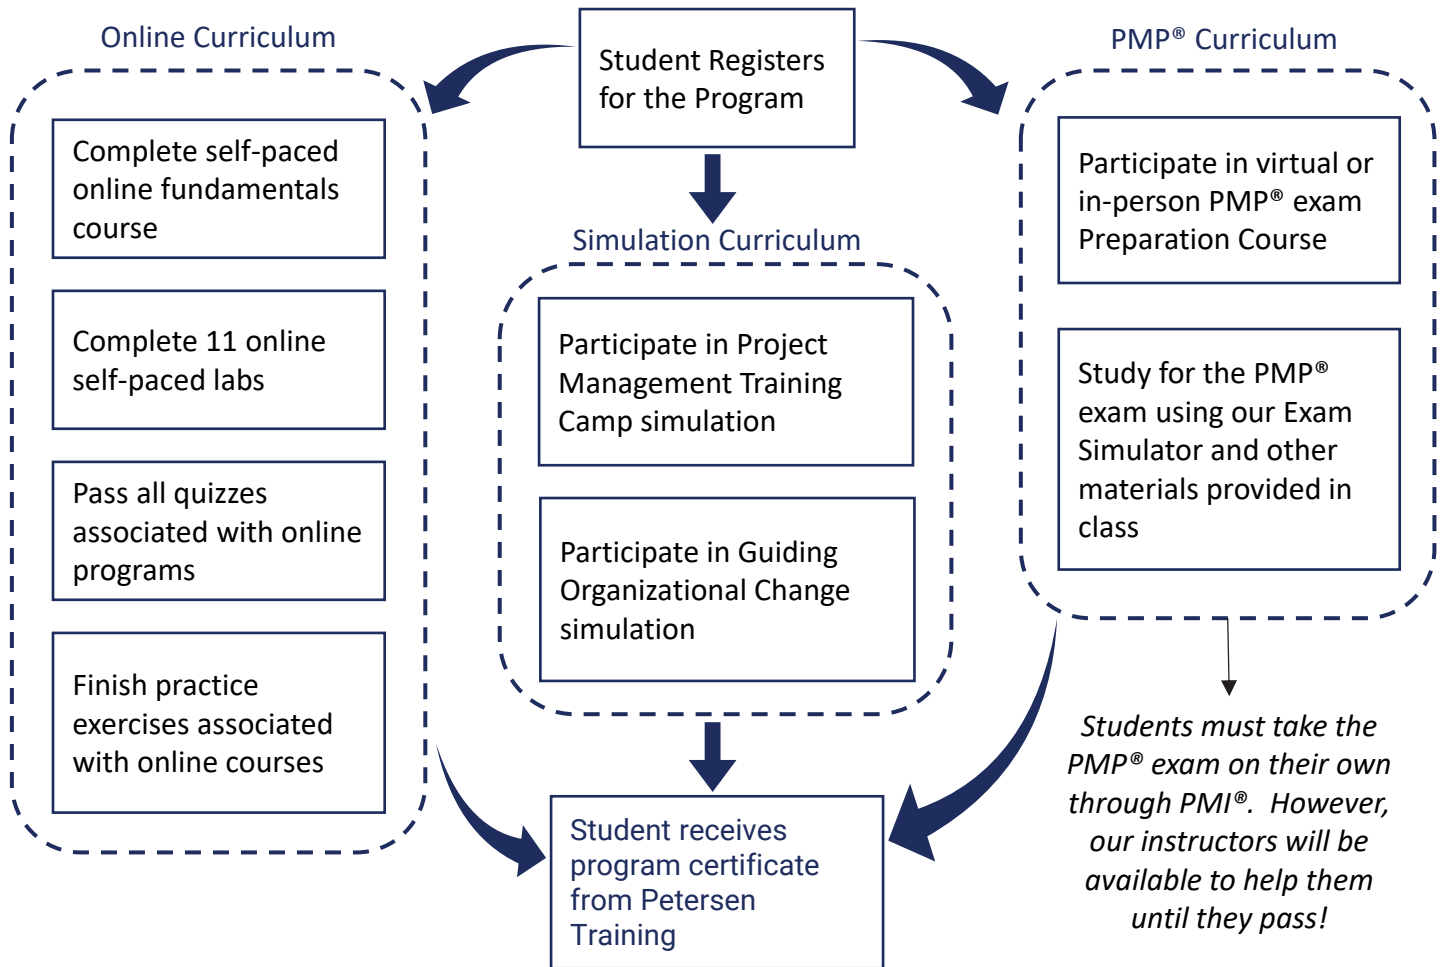 Online Curriculum
Complete self-paced
online fundamentals
course
Complete 11 online
self-paced labs
Pass all quizzes
associated with online
programs
Finish practice
exercises associated
with online courses
Student Registers
for the Program
Simulation Curriculum
Participate in Project
Management Training
Camp simulation
Participate in Guiding
Organizational Change
simulation
Student receives
program certificate
from Petersen
Training
PMP® Curriculum
Participate in virtual or
in-person PMP® exam
Preparation Course
Study for the PMP®
exam using our Exam
Simulator and other
materials provided in
class
Students must take the
PMP® exam on their own
through PMI®.  However,
our instructors will be
available to help them
until they pass!